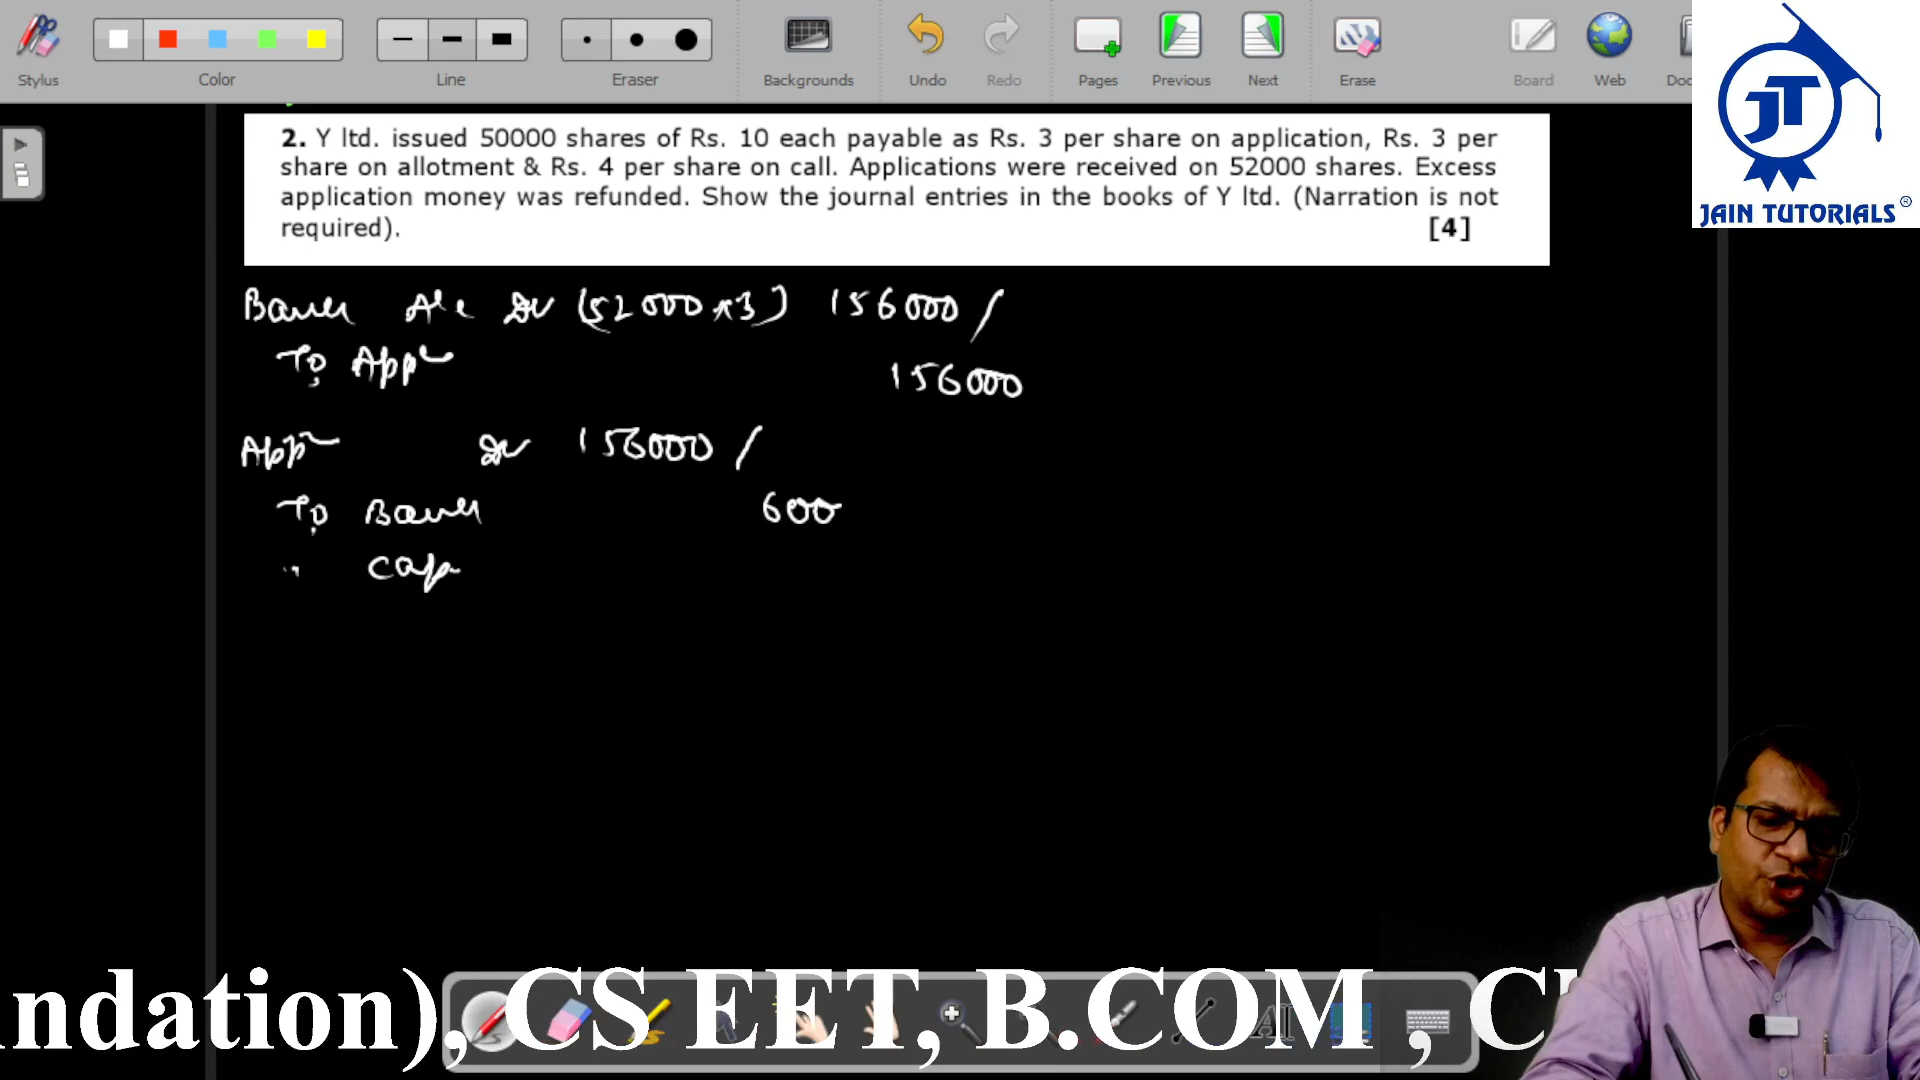 Stylus Color Line Eraser Backgrounds Undo Redo Pages Previous Next Erase Board Web
JT
JAIN TUTORIALS®
2. Y ltd. issued 50000 shares of Rs. 10 each payable as Rs. 3 per share on application, Rs. 3 per
share on allotment & Rs. 4 per share on call. Applications were received on 52000 shares. Excess
application money was refunded. Show the journal entries in the books of Y ltd. (Narration is not
required). [4]
Bank A/c Dr (52000×3) 156000 /
To Appn 156000
Appn Dr 156000 /
To Bank 600
" Cap
ndation), CS EET, B.COM , C